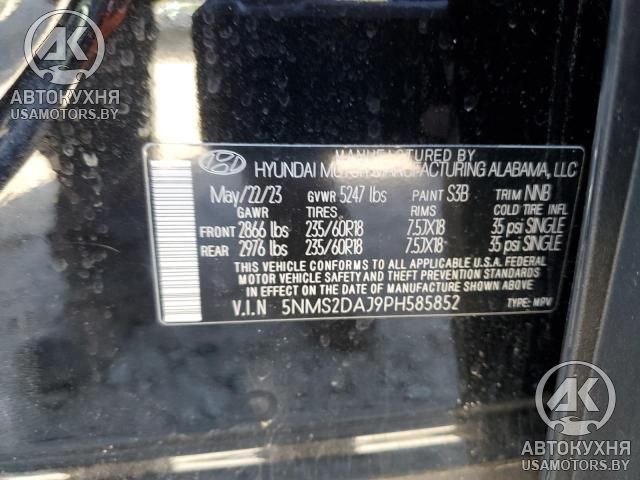 АВТОКУХНЯ
USAMOTORS.BY
MANUFACTURED BY
HYUNDAI MOTOR MANUFACTURING ALABAMA, LLC
May/22/23 GVWR 5247 lbs PAINT S3B TRIM NNB
GAWR TIRES RIMS COLD TIRE INFL
FRONT 2866 lbs 235/60R18 7.5JX18 35 psi SINGLE
REAR 2976 lbs 235/60R18 7.5JX18 35 psi SINGLE
THIS VEHICLE CONFORMS TO ALL APPLICABLE U.S.A. FEDERAL
MOTOR VEHICLE SAFETY AND THEFT PREVENTION STANDARDS
IN EFFECT ON THE DATE OF MANUFACTURE SHOWN ABOVE.
V.I.N 5NMS2DAJ9PH585852 TYPE: MPV
AK
АВТОКУХНЯ
USAMOTORS.BY